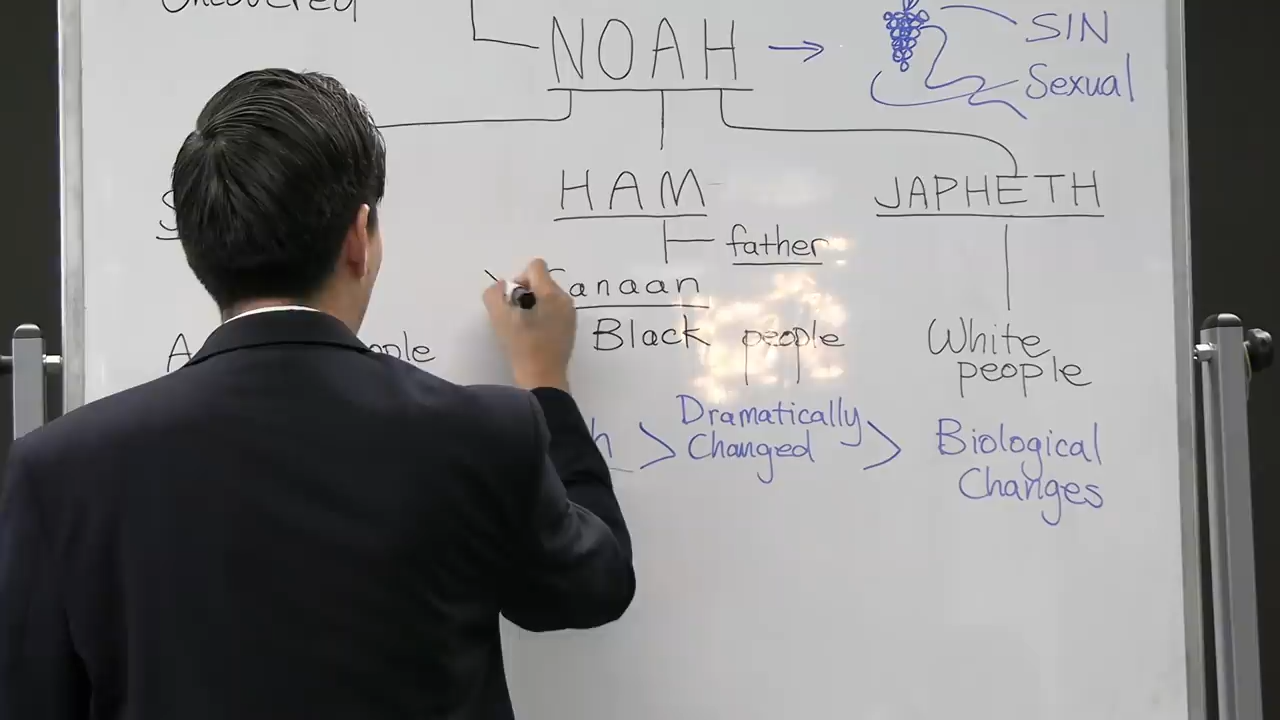 Uncovered
NOAH → SIN
Sexual
HAM JAPHETH
father
Canaan
Black people
White
people
Dramatically
Changed
>
Biological
Changes